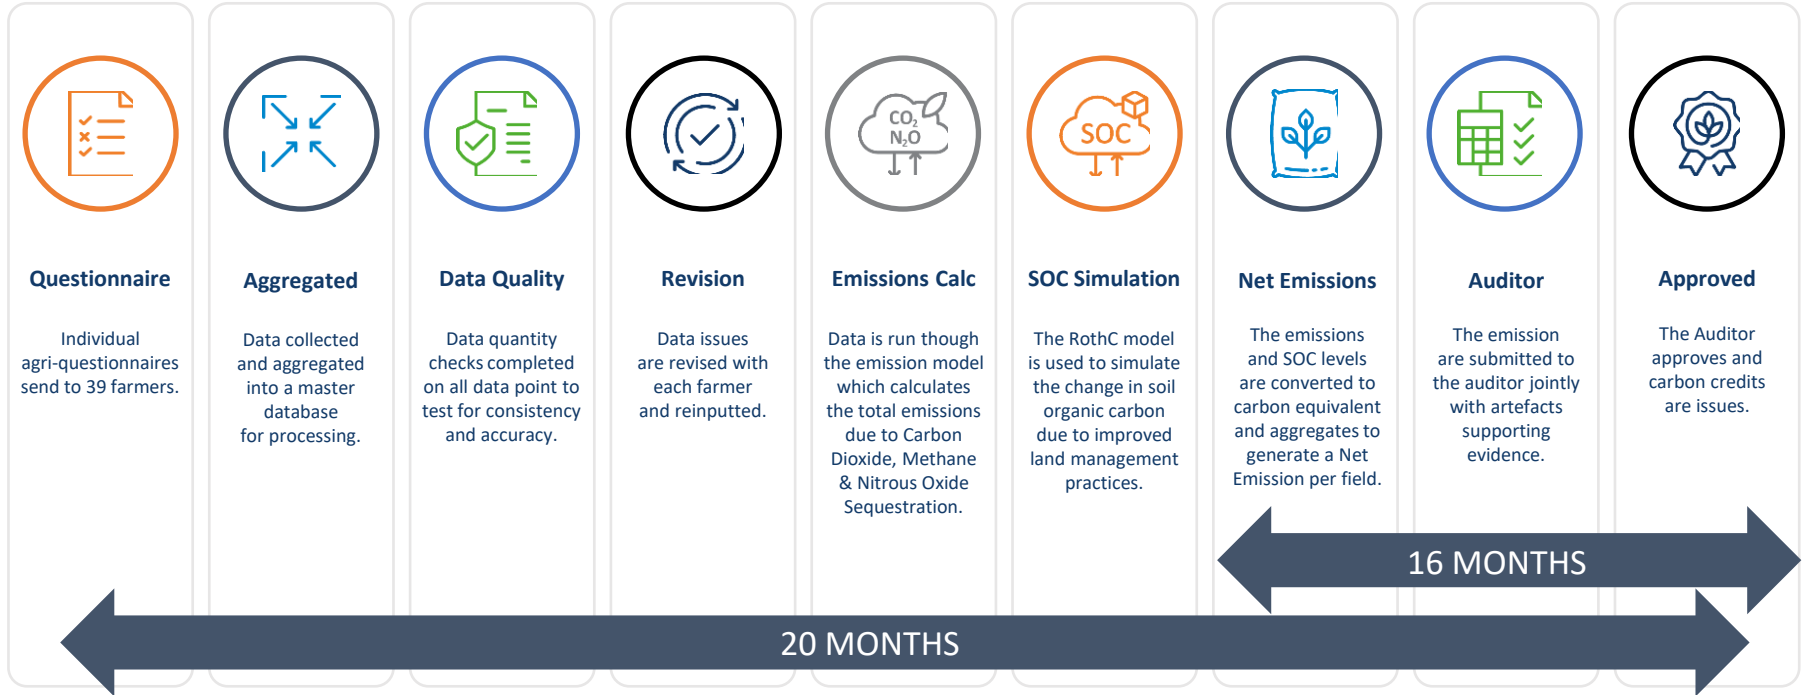 CO₂
N₂O
SOC
Questionnaire
Individual
agri-questionnaires
send to 39 farmers.
Aggregated
Data collected
and aggregated
into a master
database
for processing.
Data Quality
Data quantity
checks completed
on all data point to
test for consistency
and accuracy.
Revision
Data issues
are revised with
each farmer
and reinputted.
Emissions Calc
Data is run though
the emission model
which calculates
the total emissions
due to Carbon
Dioxide, Methane
& Nitrous Oxide
Sequestration.
SOC Simulation
The RothC model
is used to simulate
the change in soil
organic carbon
due to improved
land management
practices.
Net Emissions
The emissions
and SOC levels
are converted to
carbon equivalent
and aggregates to
generate a Net
Emission per field.
Auditor
The emission
are submitted to
the auditor jointly
with artefacts
supporting
evidence.
Approved
The Auditor
approves and
carbon credits
are issues.
16 MONTHS
20 MONTHS